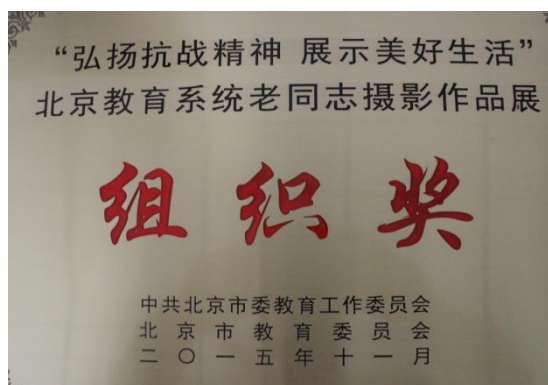 “弘扬抗战精神 展示美好生活”
北京教育系统老同志摄影作品展
组织奖
中共北京市委教育工作委员会
北京市教育委员会
二〇一五年十一月